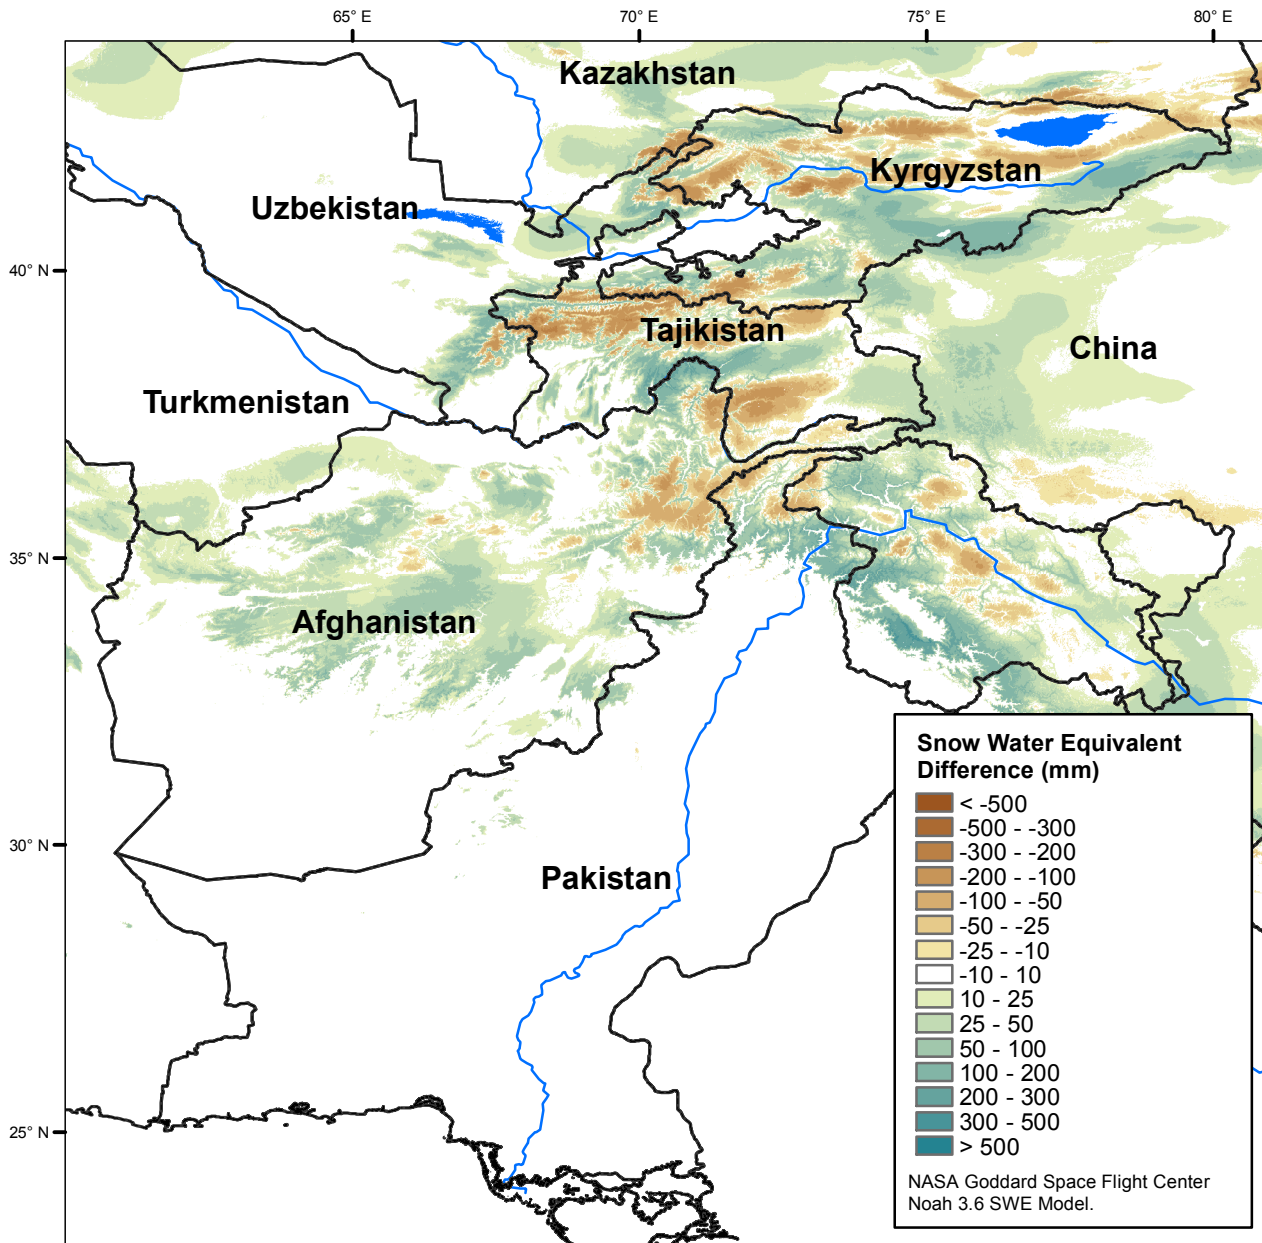 65° E
70° E
75° E
80° E
Kazakhstan
Kyrgyzstan
Uzbekistan
40° N
Tajikistan
China
Turkmenistan
35° N
Afghanistan
30° N
Pakistan
25° N
Snow Water Equivalent
Difference (mm)
< -500
-500 - -300
-300 - -200
-200 - -100
-100 - -50
-50 - -25
-25 - -10
-10 - 10
10 - 25
25 - 50
50 - 100
100 - 200
200 - 300
300 - 500
> 500
NASA Goddard Space Flight Center
Noah 3.6 SWE Model.